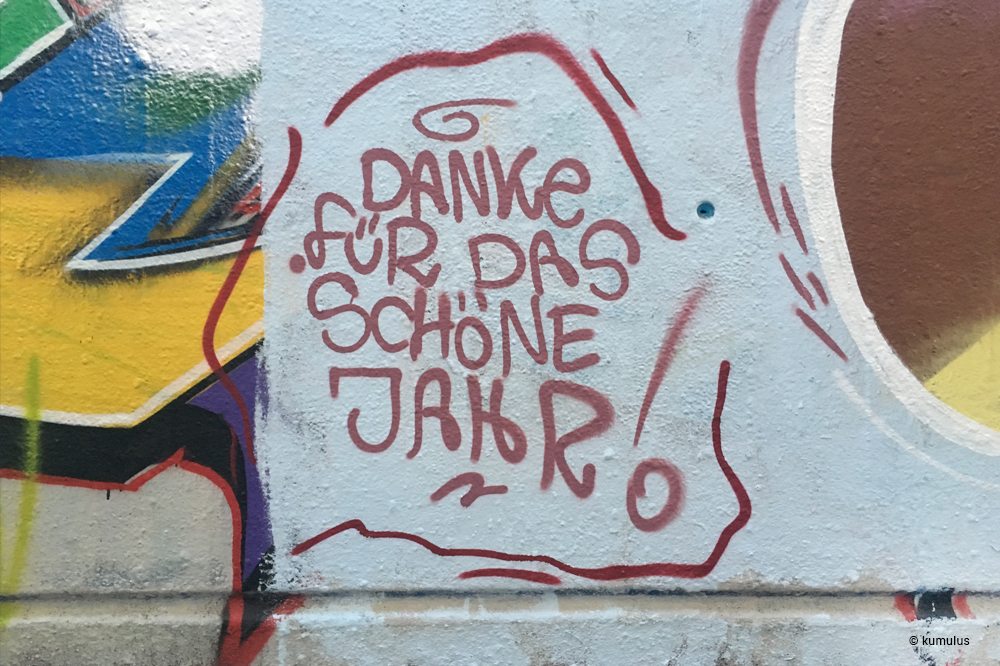 DANKe
FÜR DAS
SCHÖNE
JAHR!
© kumulus